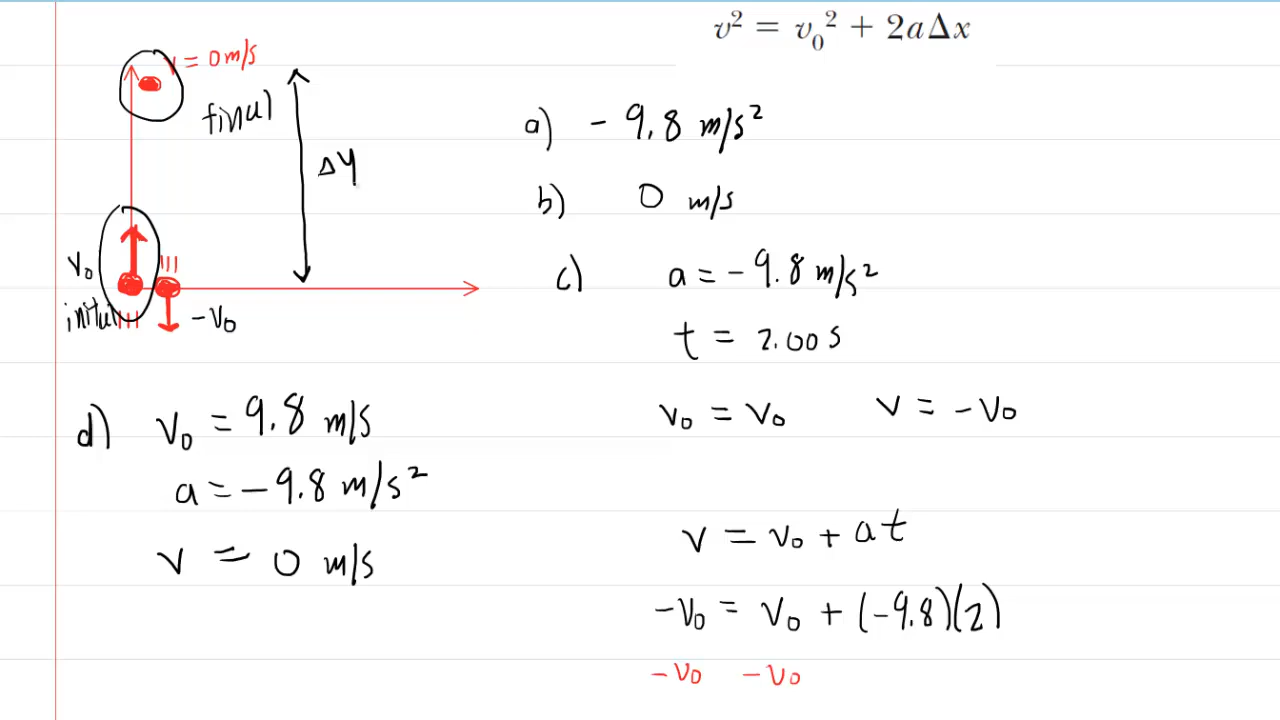 v² = v₀² + 2aΔx
v = 0 m/s
final
Δy
v₀
initial
-v₀
a) - 9.8 m/s²
b) 0 m/s
c) a = - 9.8 m/s²
t = 2.00 s
v₀ = v₀ v = -v₀
v = v₀ + at
-v₀ = v₀ + (-9.8)(2)
-v₀ -v₀
d) v₀ = 9.8 m/s
a = - 9.8 m/s²
v = 0 m/s